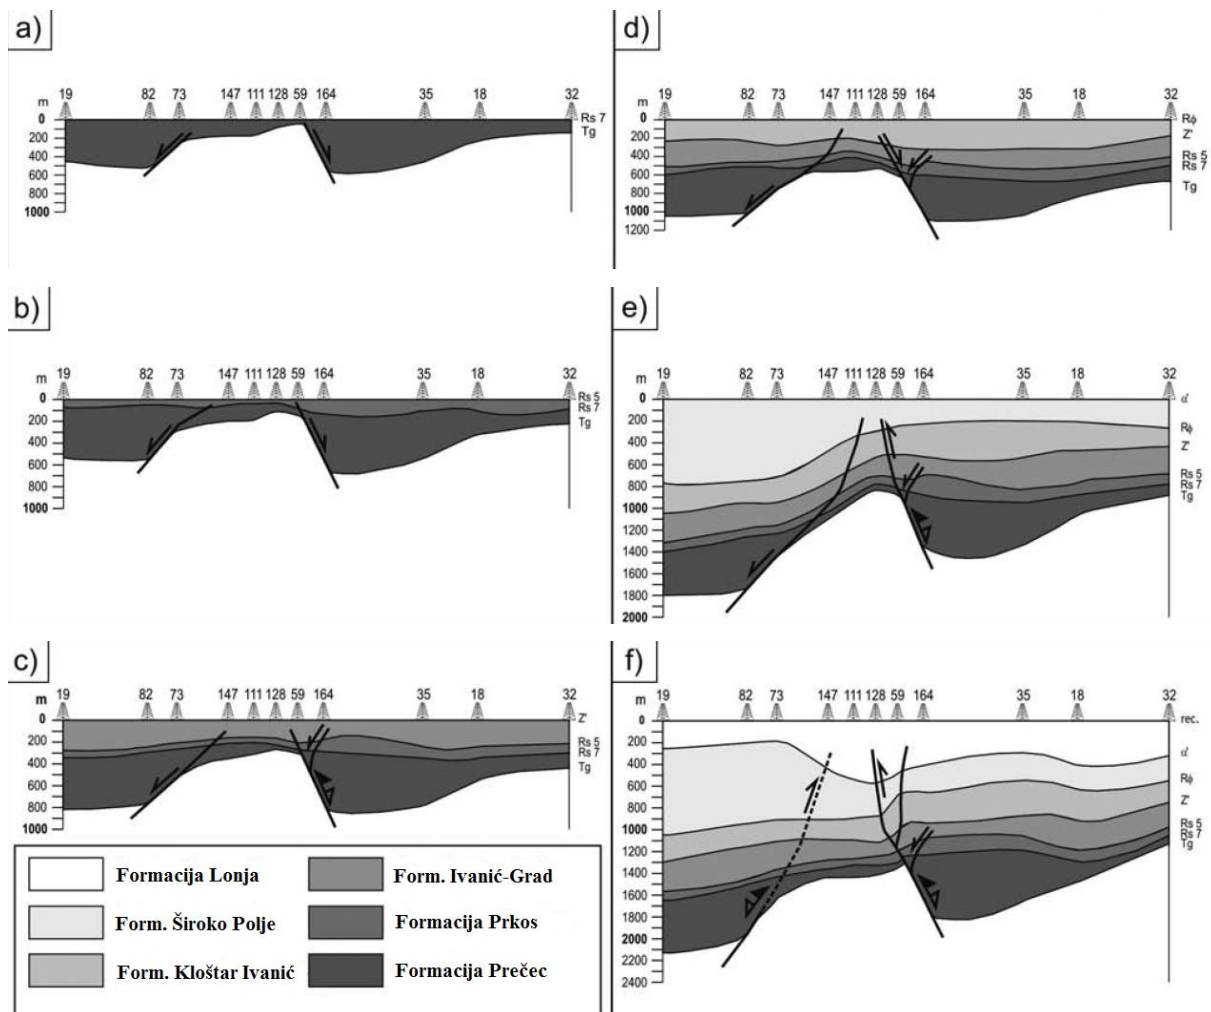 a)
19 82 73 147 111 128 59 164 35 18 32
m
0
200
400
600
800
1000
Rs 7
Tg
b)
19 82 73 147 111 128 59 164 35 18 32
m
0
200
400
600
800
1000
Rs 5
Rs 7
Tg
c)
19 82 73 147 111 128 59 164 35 18 32
m
0
200
400
600
800
1000
Z'
Rs 5
Rs 7
Tg
Formacija Lonja
Form. Široko Polje
Form. Kloštar Ivanić
Form. Ivanić-Grad
Formacija Prkos
Formacija Prečec
d)
19 82 73 147 111 128 59 164 35 18 32
m
0
200
400
600
800
1000
1200
Rϕ
Z'
Rs 5
Rs 7
Tg
e)
19 82 73 147 111 128 59 164 35 18 32
m
0
200
400
600
800
1000
1200
1400
1600
1800
2000
α'
Rϕ
Z'
Rs 5
Rs 7
Tg
f)
19 82 73 147 111 128 59 164 35 18 32
m
0
200
400
600
800
1000
1200
1400
1600
1800
2000
2400
rec.
α'
Rϕ
Z'
Rs 5
Rs 7
Tg